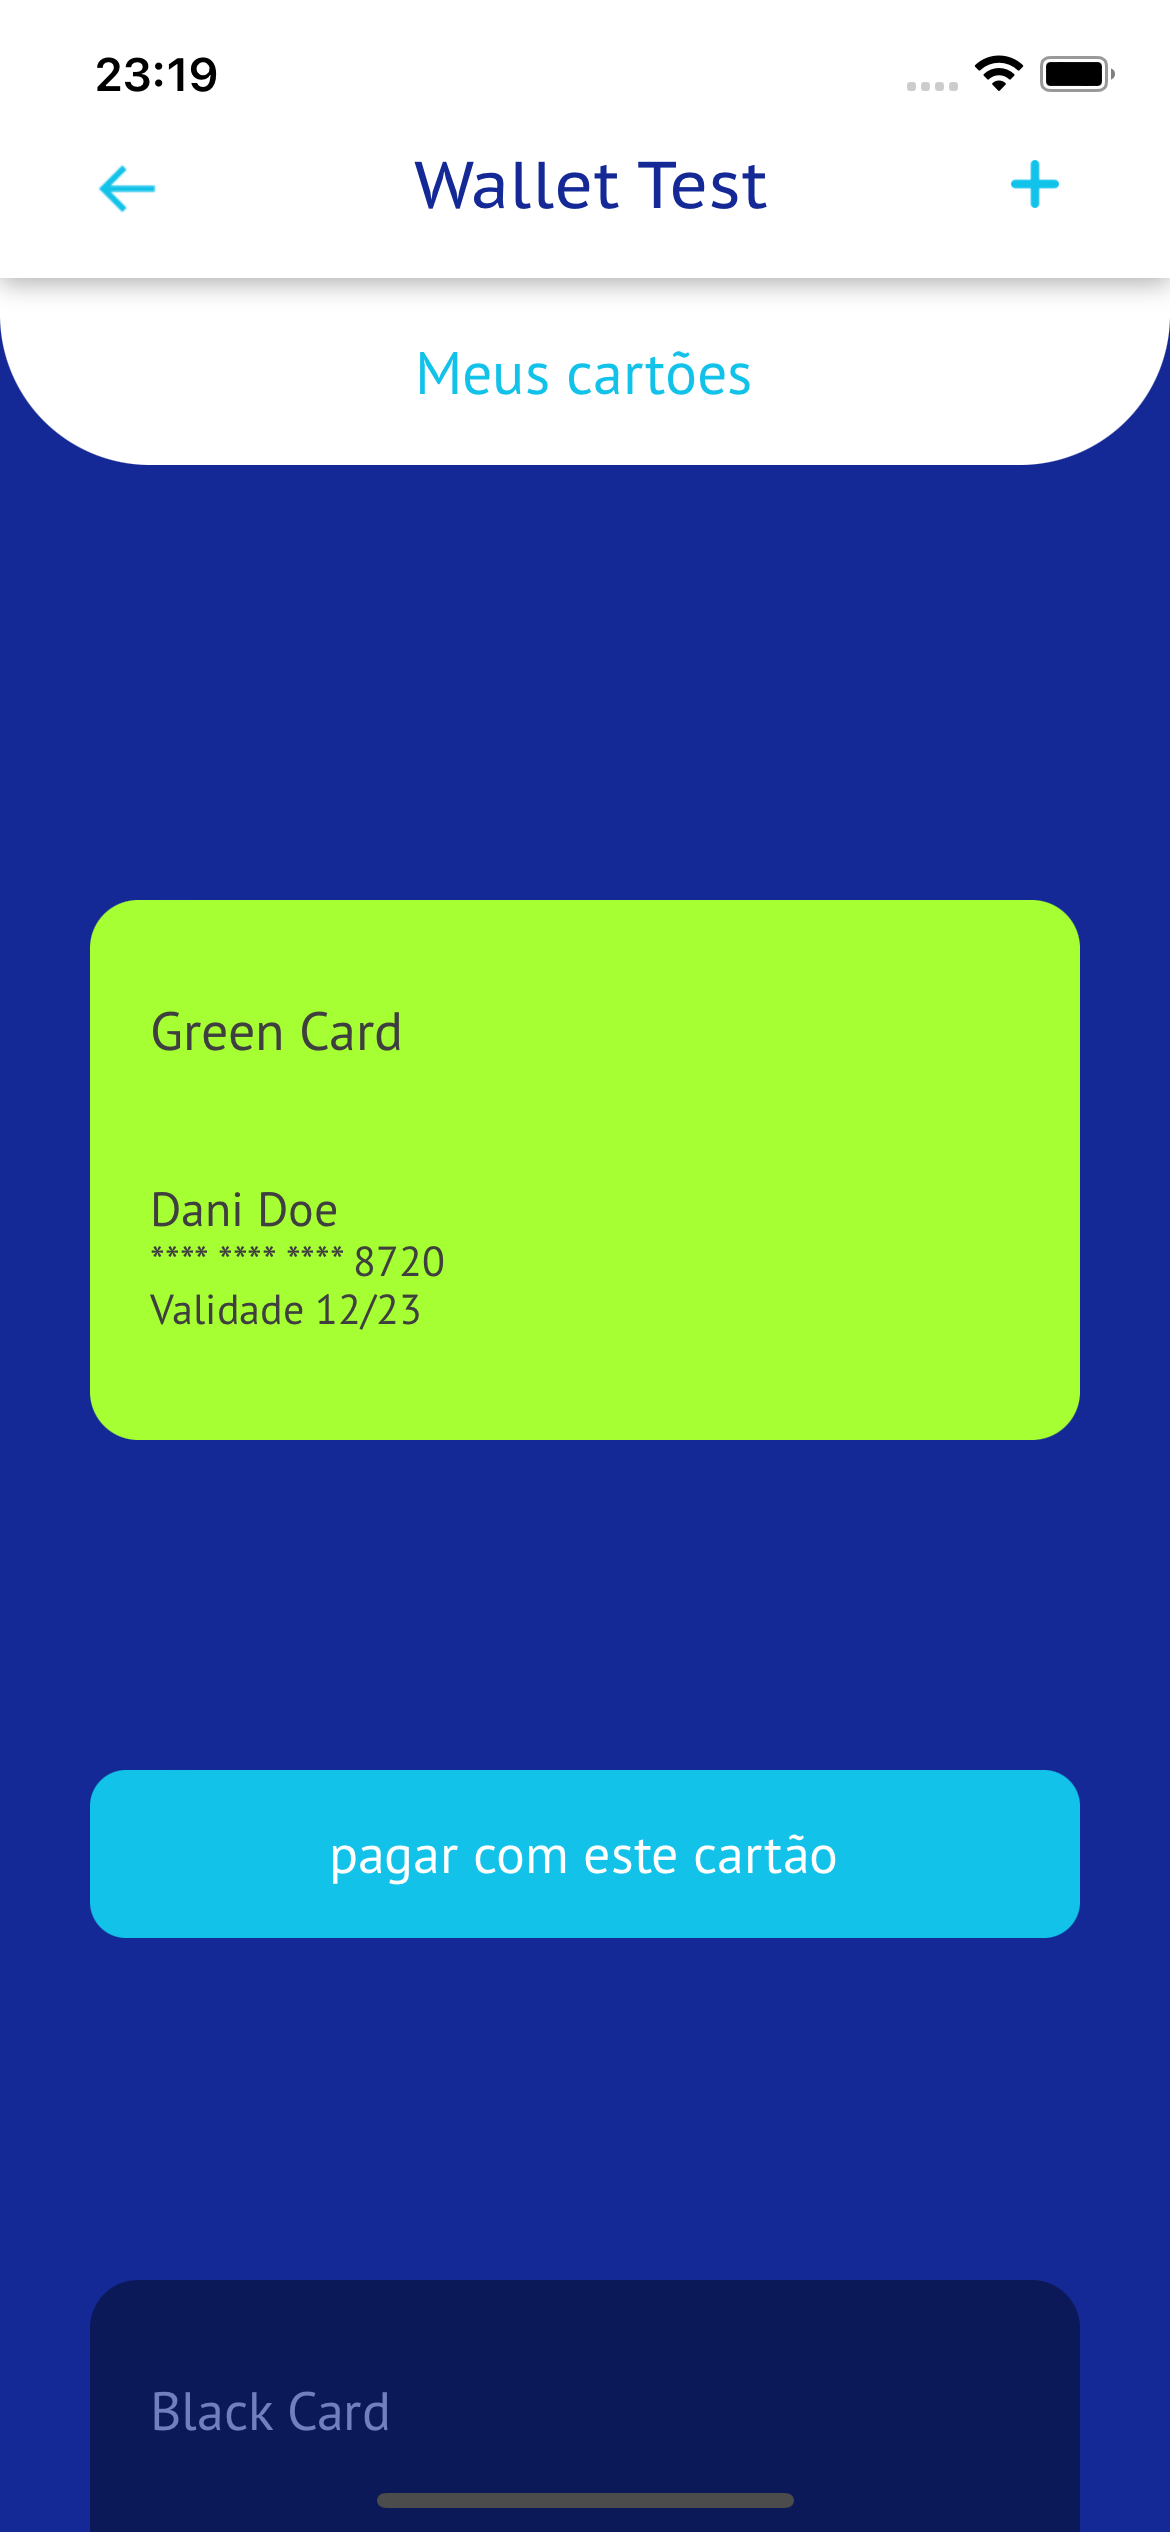 23:19
Wallet Test
Meus cartões
Green Card
Dani Doe
**** **** **** 8720
Validade 12/23
pagar com este cartão
Black Card